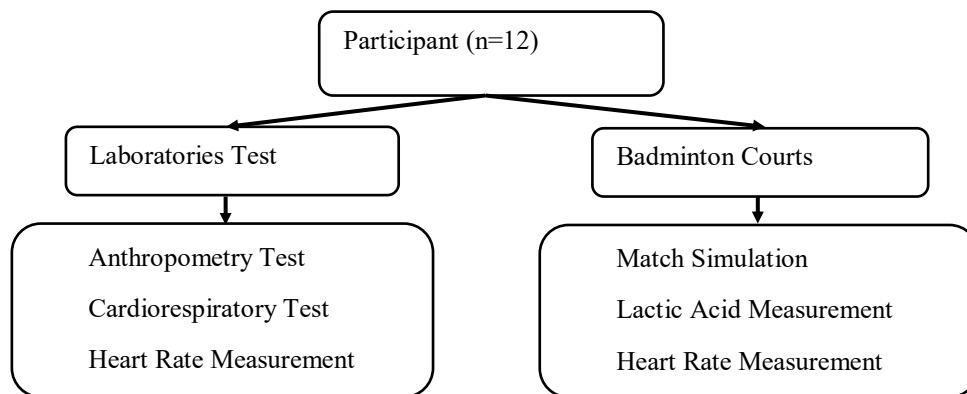 Participant (n=12)
Laboratories Test
Badminton Courts
Anthropometry Test
Cardiorespiratory Test
Heart Rate Measurement
Match Simulation
Lactic Acid Measurement
Heart Rate Measurement